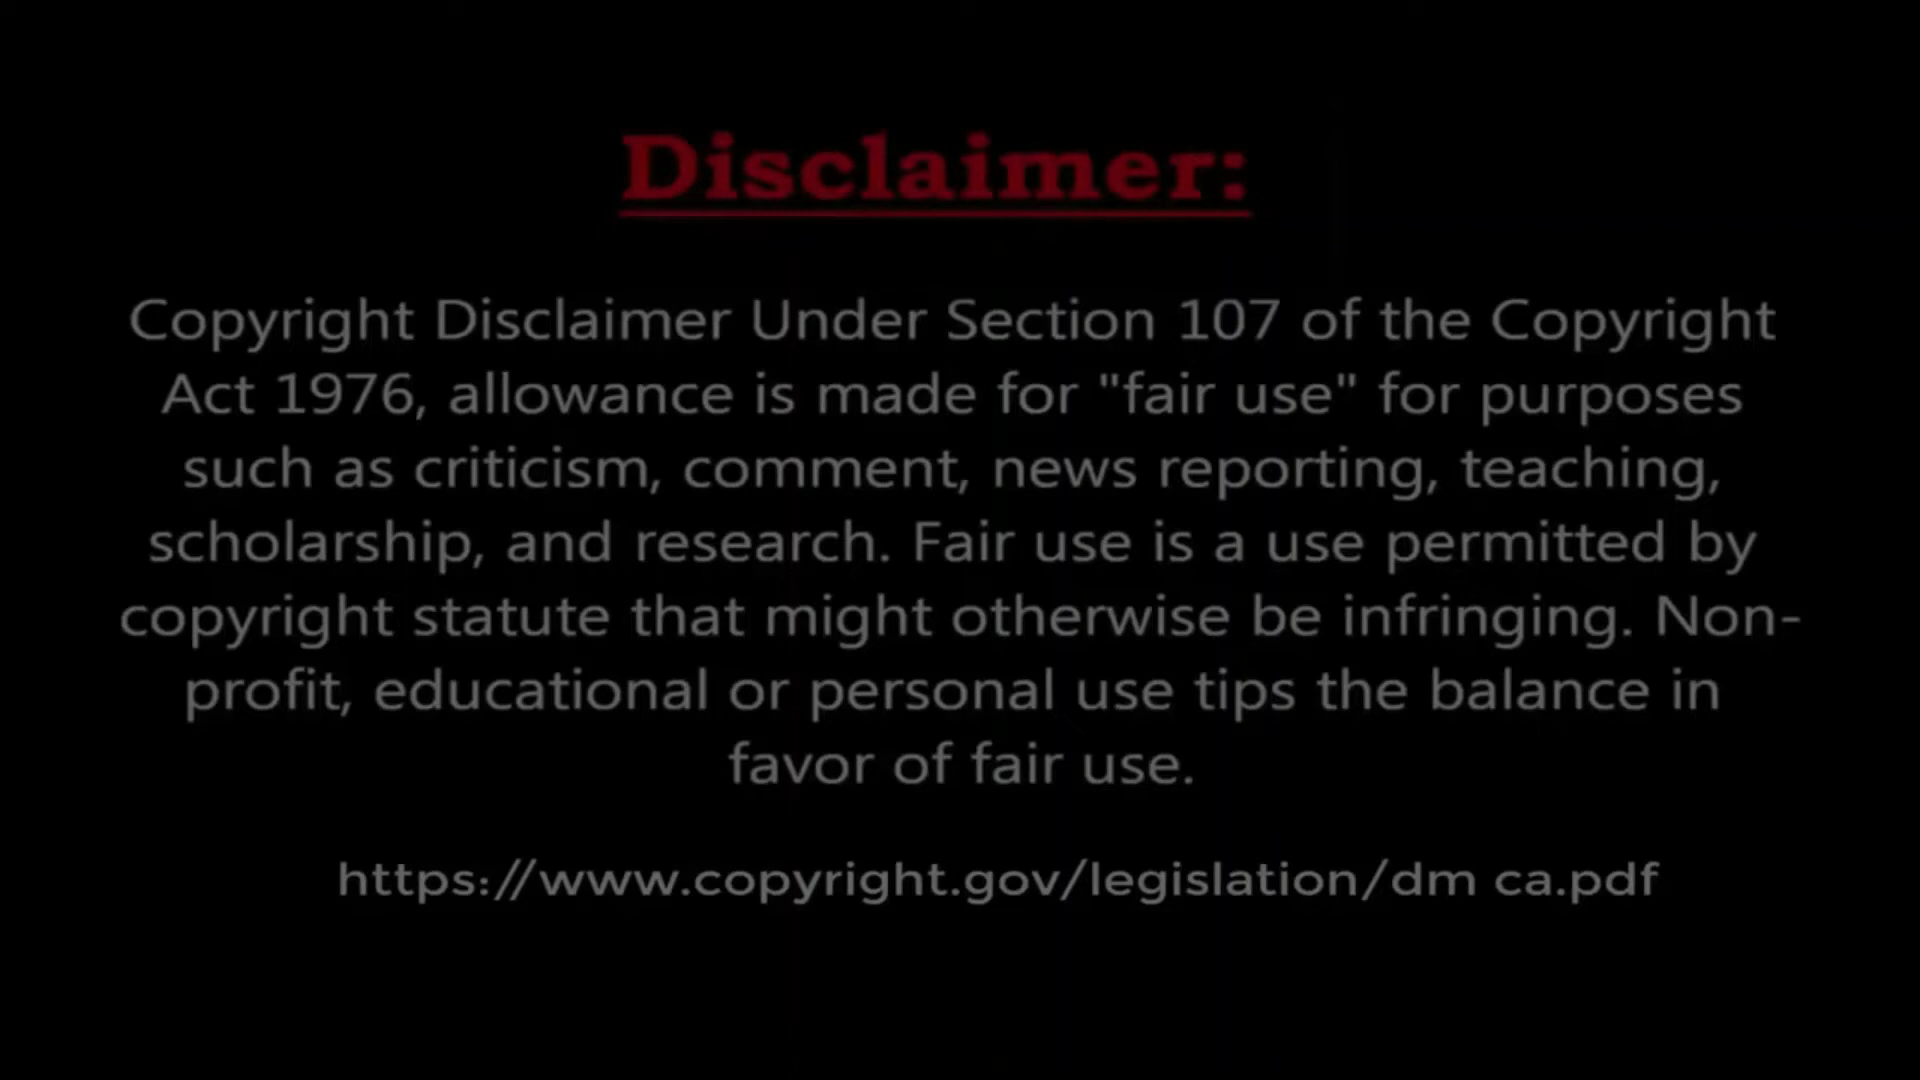 Disclaimer:
Copyright Disclaimer Under Section 107 of the Copyright
Act 1976, allowance is made for "fair use" for purposes
such as criticism, comment, news reporting, teaching,
scholarship, and research. Fair use is a use permitted by
copyright statute that might otherwise be infringing. Non-
profit, educational or personal use tips the balance in
favor of fair use.
https://www.copyright.gov/legislation/dm ca.pdf